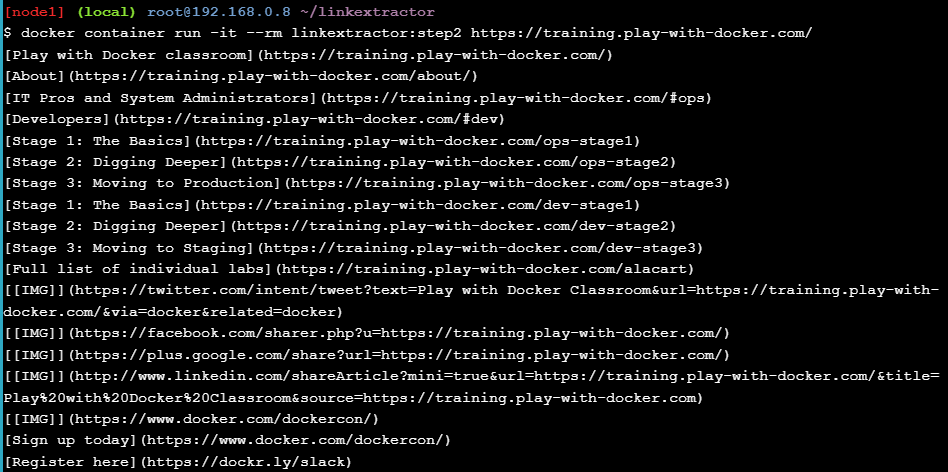 [node1] (local) root@192.168.0.8 ~/linkextractor
$ docker container run -it --rm linkextractor:step2 https://training.play-with-docker.com/
[Play with Docker classroom](https://training.play-with-docker.com/)
[About](https://training.play-with-docker.com/about/)
[IT Pros and System Administrators](https://training.play-with-docker.com/#ops)
[Developers](https://training.play-with-docker.com/#dev)
[Stage 1: The Basics](https://training.play-with-docker.com/ops-stage1)
[Stage 2: Digging Deeper](https://training.play-with-docker.com/ops-stage2)
[Stage 3: Moving to Production](https://training.play-with-docker.com/ops-stage3)
[Stage 1: The Basics](https://training.play-with-docker.com/dev-stage1)
[Stage 2: Digging Deeper](https://training.play-with-docker.com/dev-stage2)
[Stage 3: Moving to Staging](https://training.play-with-docker.com/dev-stage3)
[Full list of individual labs](https://training.play-with-docker.com/alacart)
[[IMG]](https://twitter.com/intent/tweet?text=Play with Docker Classroom&url=https://training.play-with-
docker.com/&via=docker&related=docker)
[[IMG]](https://facebook.com/sharer.php?u=https://training.play-with-docker.com/)
[[IMG]](https://plus.google.com/share?url=https://training.play-with-docker.com/)
[[IMG]](http://www.linkedin.com/shareArticle?mini=true&url=https://training.play-with-docker.com/&title=
Play%20with%20Docker%20Classroom&source=https://training.play-with-docker.com)
[[IMG]](https://www.docker.com/dockercon/)
[Sign up today](https://www.docker.com/dockercon/)
[Register here](https://dockr.ly/slack)